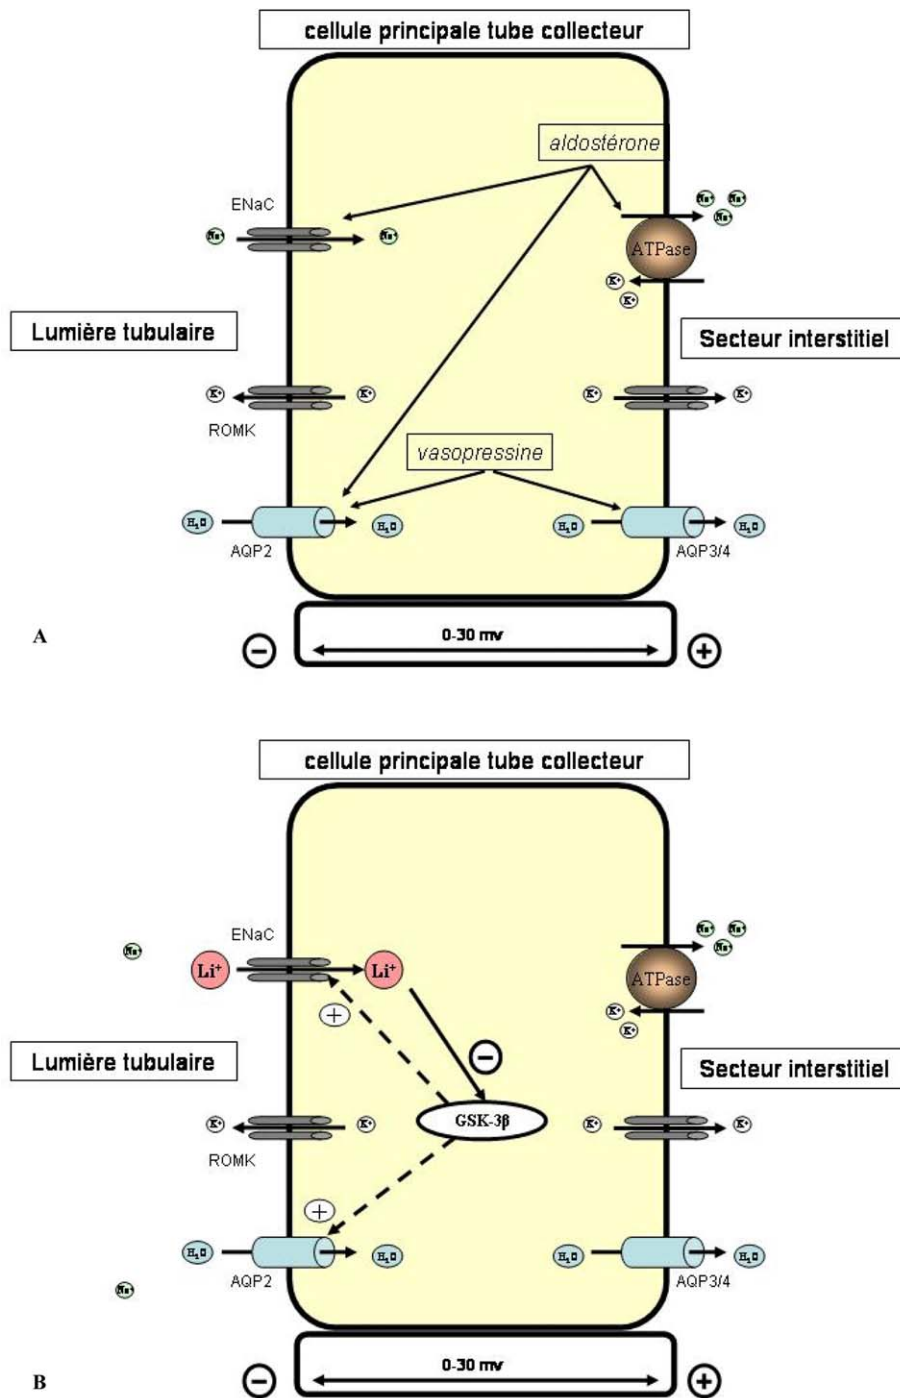 cellule principale tube collecteur
aldostérone
ENaC
Na+
Na+
Na+
Na+
Na+
ATPase
K+
K+
Lumière tubulaire
Secteur interstitiel
K+
K+
K+
K+
ROMK
vasopressine
H₂O
H₂O
H₂O
H₂O
AQP2
AQP3/4
A
0-30 mv
−
+
cellule principale tube collecteur
ENaC
Na+
Na+
Na+
Na+
Li+
Li+
ATPase
+
K+
K+
−
Lumière tubulaire
Secteur interstitiel
GSK-3β
K+
K+
K+
K+
ROMK
+
H₂O
H₂O
H₂O
H₂O
AQP2
AQP3/4
Na+
0-30 mv
B
−
+